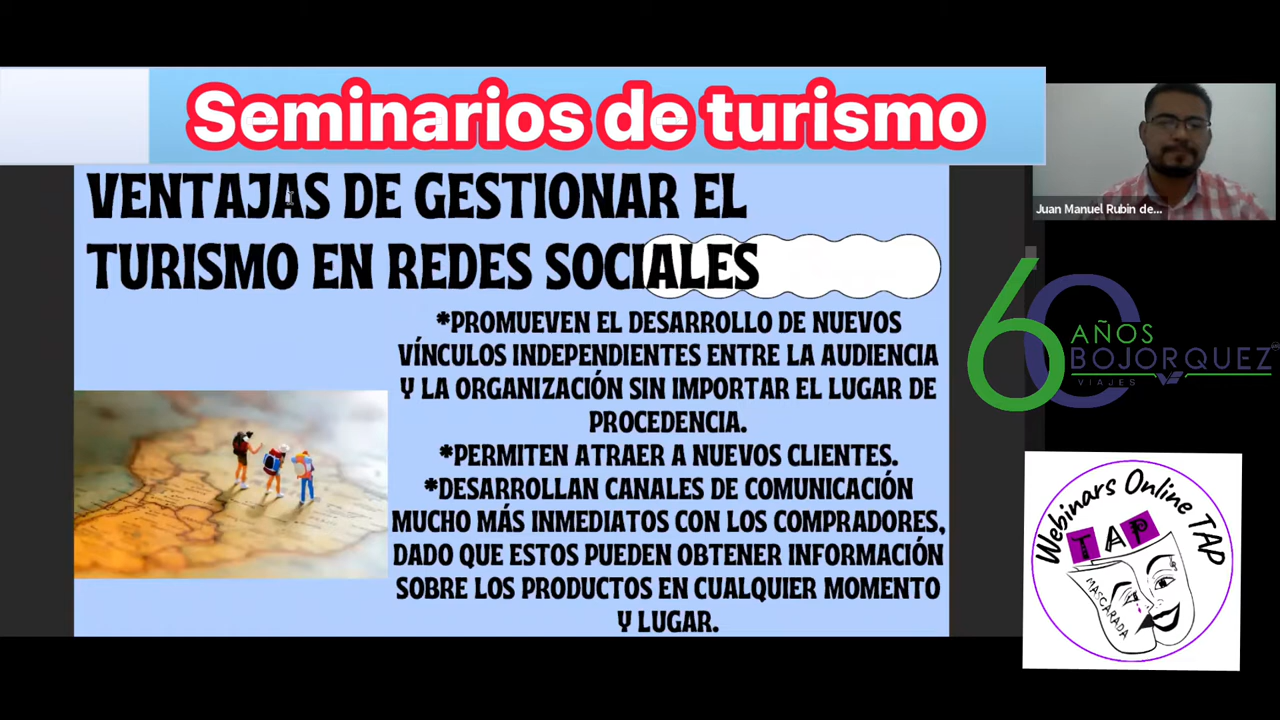 Seminarios de turismo
VENTAJAS DE GESTIONAR EL
TURISMO EN REDES SOCIALES
*PROMUEVEN EL DESARROLLO DE NUEVOS
VÍNCULOS INDEPENDIENTES ENTRE LA AUDIENCIA
Y LA ORGANIZACIÓN SIN IMPORTAR EL LUGAR DE
PROCEDENCIA.
*PERMITEN ATRAER A NUEVOS CLIENTES.
*DESARROLLAN CANALES DE COMUNICACIÓN
MUCHO MÁS INMEDIATOS CON LOS COMPRADORES,
DADO QUE ESTOS PUEDEN OBTENER INFORMACIÓN
SOBRE LOS PRODUCTOS EN CUALQUIER MOMENTO
Y LUGAR.
Juan Manuel Rubin de...
60 AÑOS
BOJORQUEZ
VIAJES
Webinars Online TAP
TAP
MASCARADA